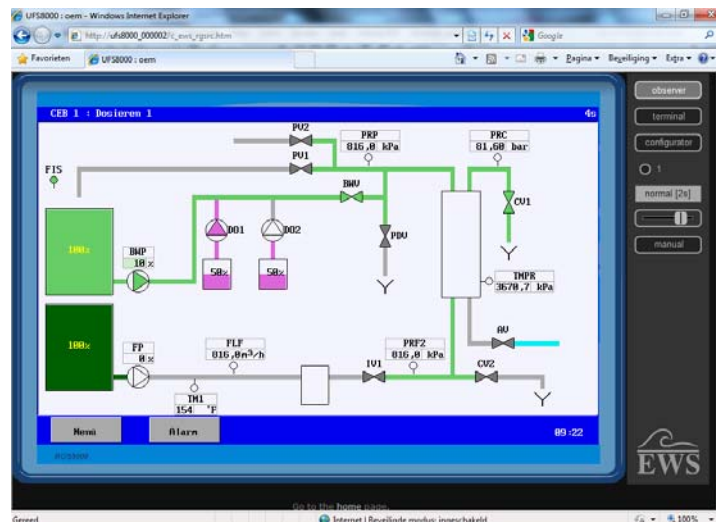 UFS8000 : oem - Windows Internet Explorer
http://ufs8000_000002/c_ews_rgurc.htm
Google
Favorieten
UFS8000 : oem
Pagina
Beveiliging
Extra
CEB 1 : Dosieren 1
4s
observer
terminal
configurator
1
normal [2s]
manual
PV2
PRP
816,0 kPa
PRC
81,60 bar
PV1
FIS
BWV
CV1
100%
DO1
DO2
PDV
BWP
10 %
50%
50%
TMPR
3670,7 kPa
100%
FP
0 %
FLF
816,0m³/h
PRF2
816,0 kPa
AV
IV1
CV2
TM1
154 °F
Menü
Alarm
09:22
EWS
Go to the home page.
Gereed
Internet | Beveiligde modus: ingeschakeld
100%